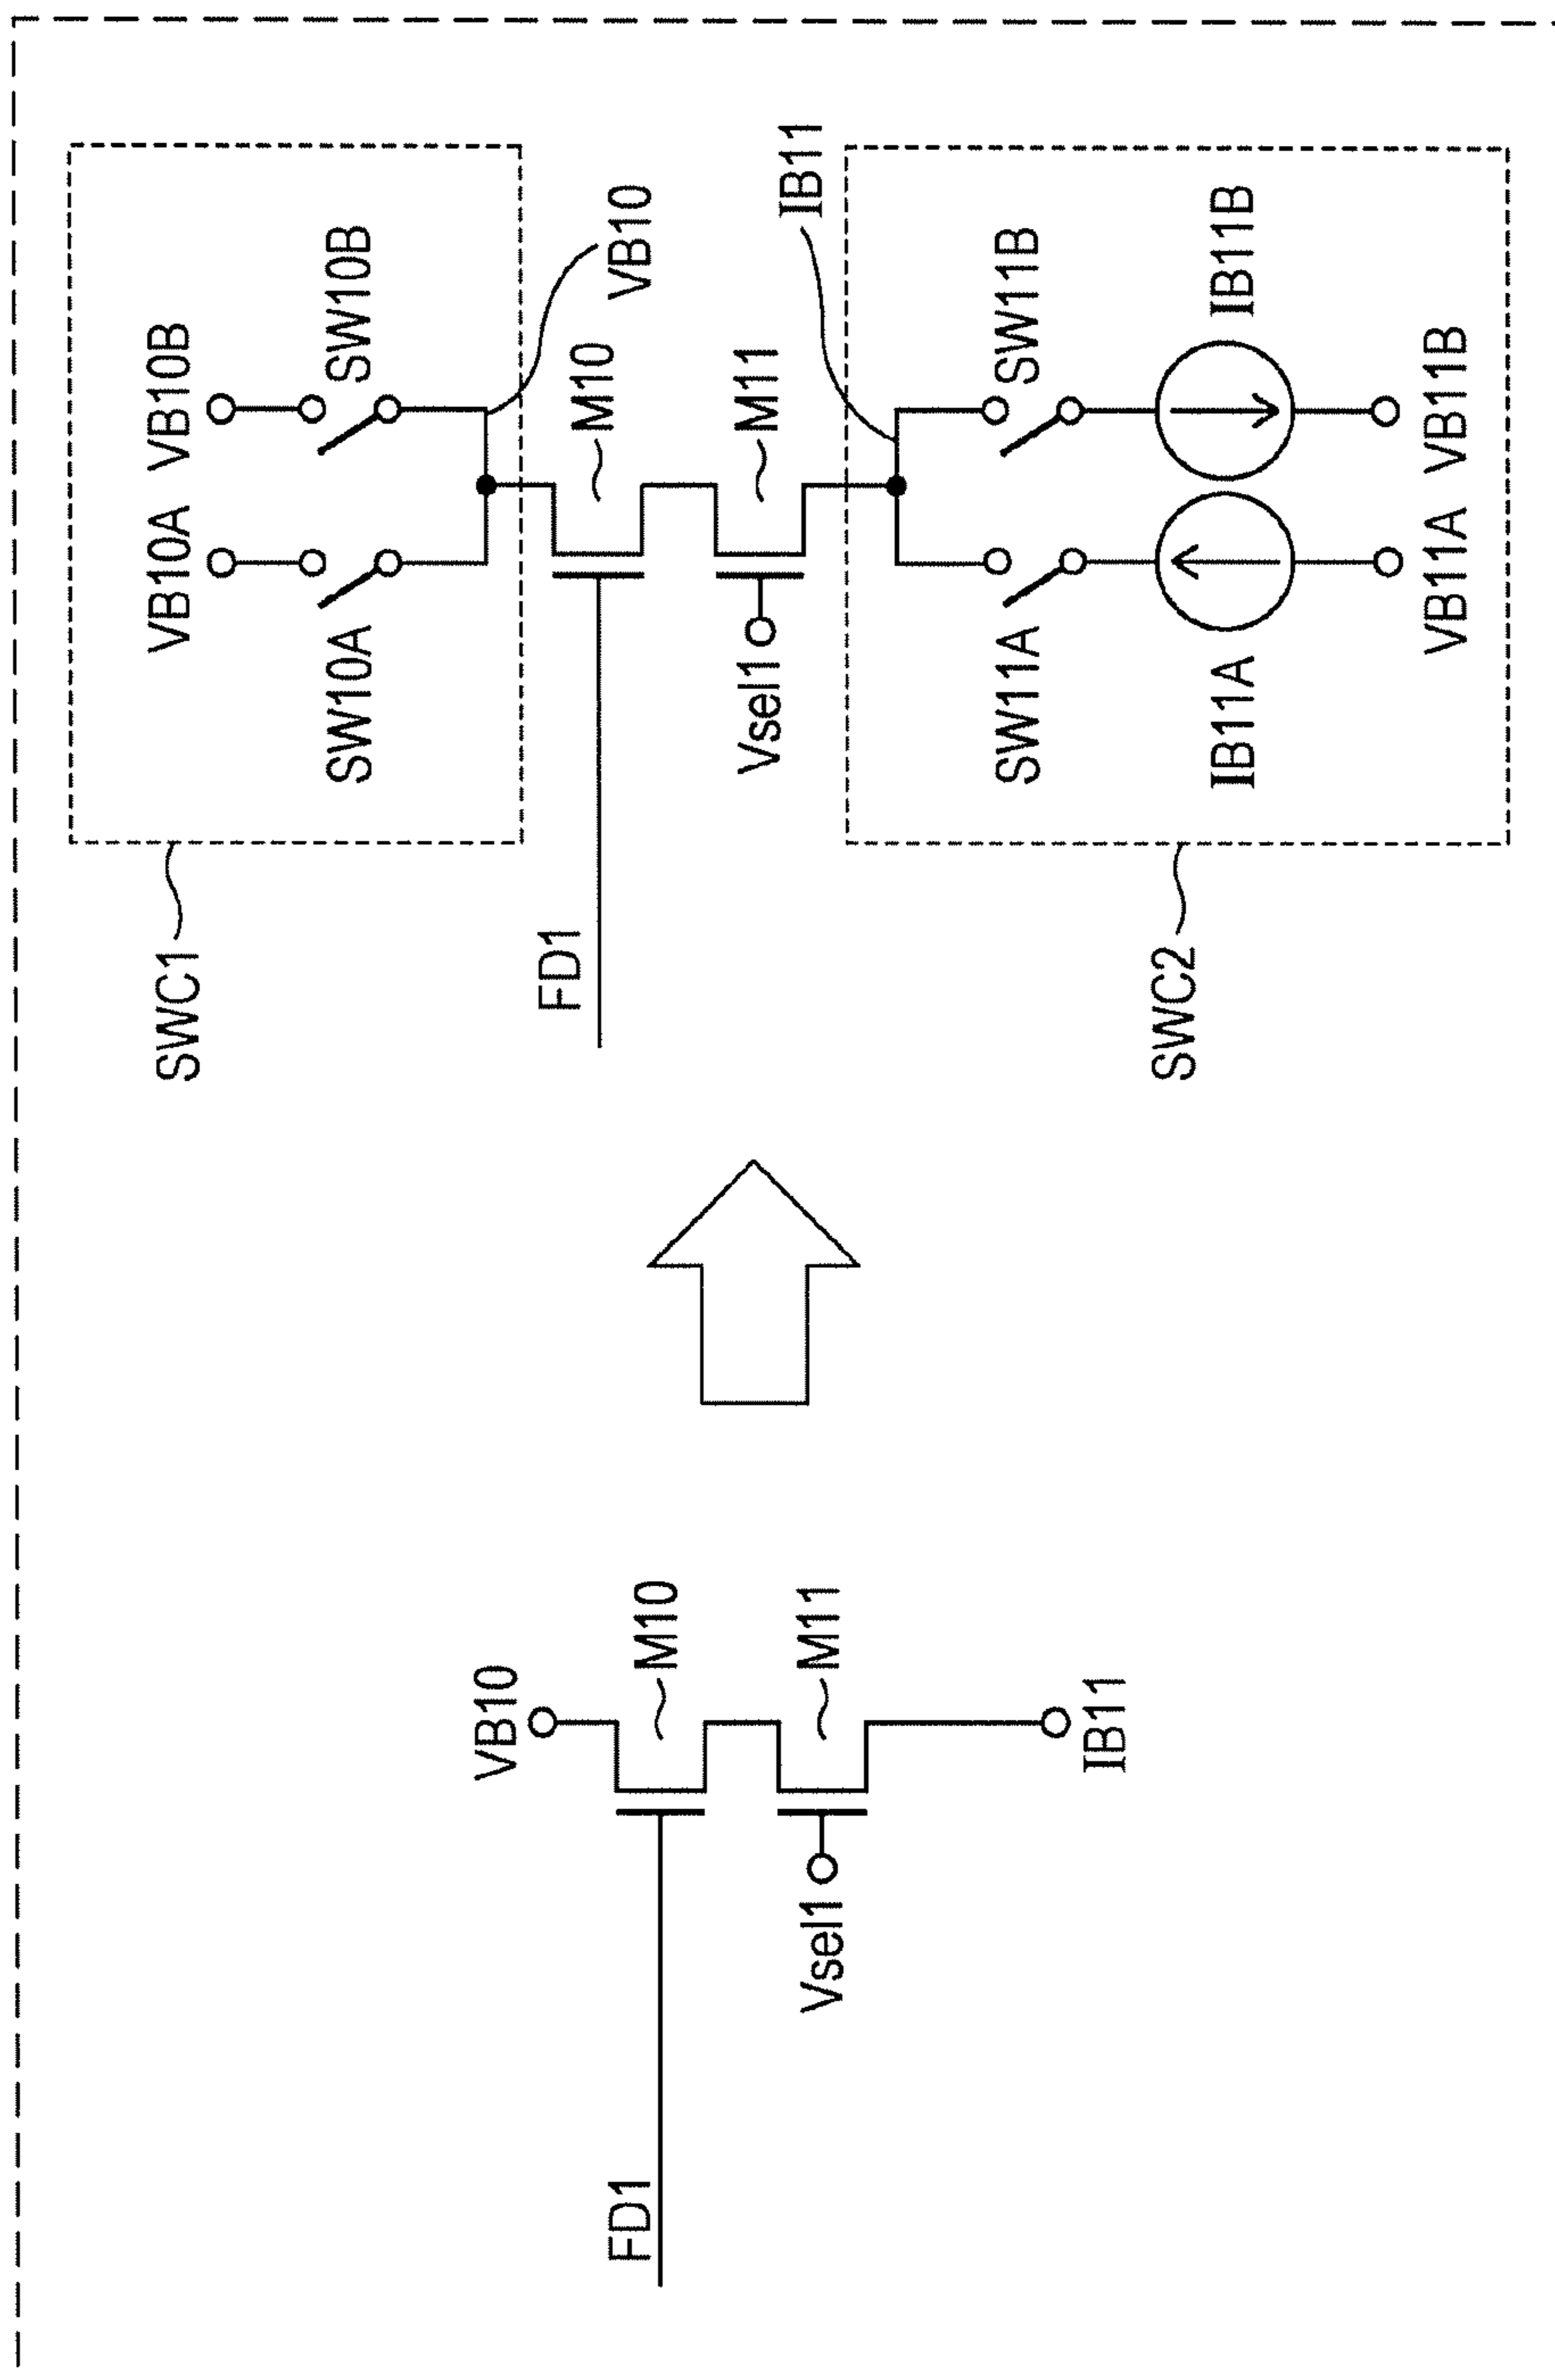 VB10
M10
FD1
M11
Vsel1
IB11
SWC1
VB10A
VB10B
SW10A
SW10B
VB10
FD1
M10
M11
Vsel1
IB11
SWC2
SW11A
SW11B
IB11A
IB11B
VB11A
VB11B